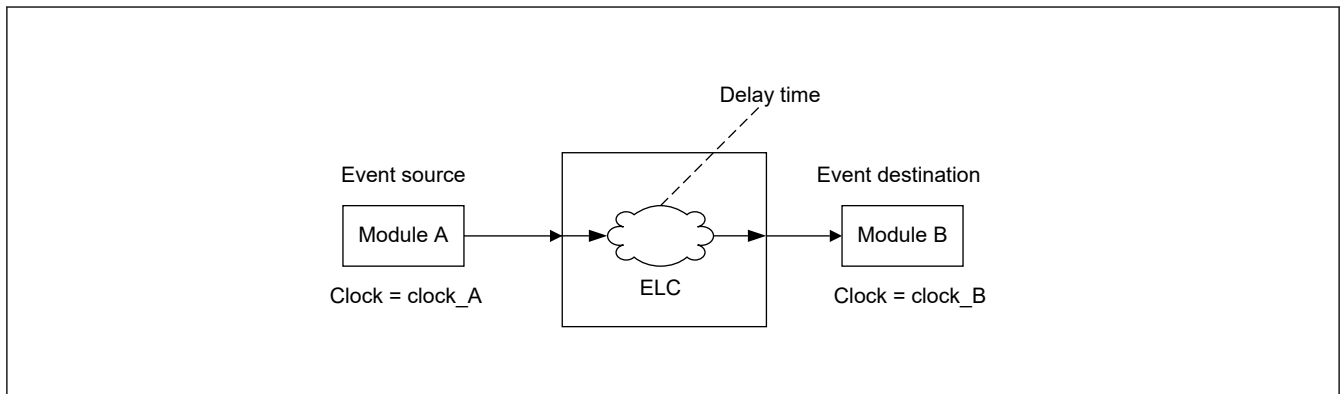 Delay time
Event source
Event destination
Module A
Module B
ELC
Clock = clock_A
Clock = clock_B